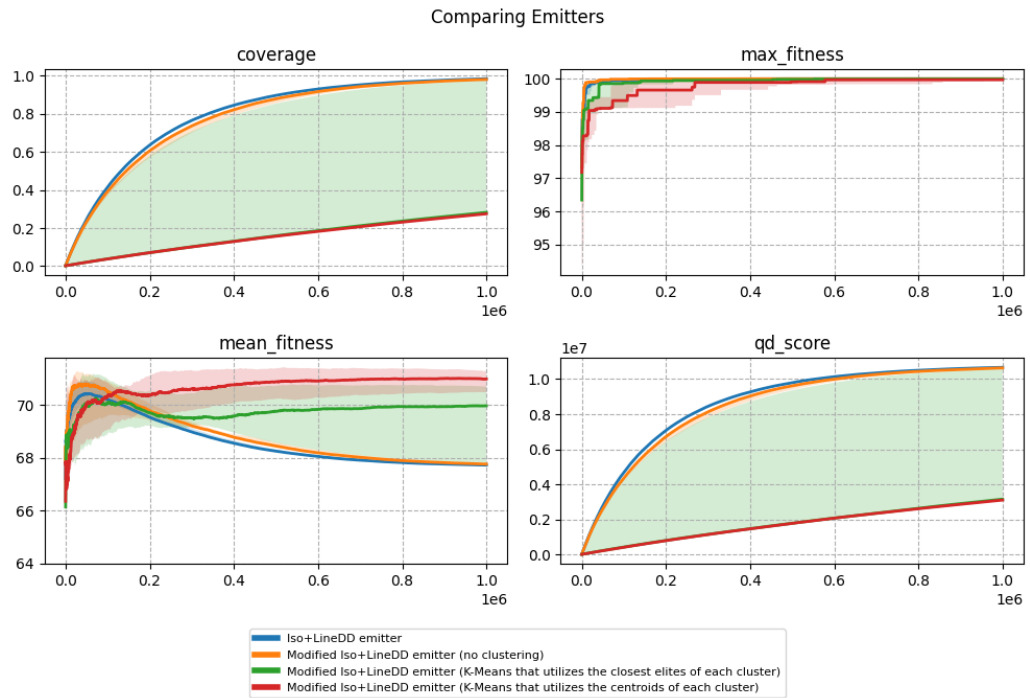 Comparing Emitters
coverage
1.0
0.8
0.6
0.4
0.2
0.0
0.0 0.2 0.4 0.6 0.8 1.0
1e6
max_fitness
100
99
98
97
96
95
0.0 0.2 0.4 0.6 0.8 1.0
1e6
mean_fitness
70
68
66
64
0.0 0.2 0.4 0.6 0.8 1.0
1e6
qd_score
1e7
1.0
0.8
0.6
0.4
0.2
0.0
0.0 0.2 0.4 0.6 0.8 1.0
1e6
Iso+LineDD emitter
Modified Iso+LineDD emitter (no clustering)
Modified Iso+LineDD emitter (K-Means that utilizes the closest elites of each cluster)
Modified Iso+LineDD emitter (K-Means that utilizes the centroids of each cluster)